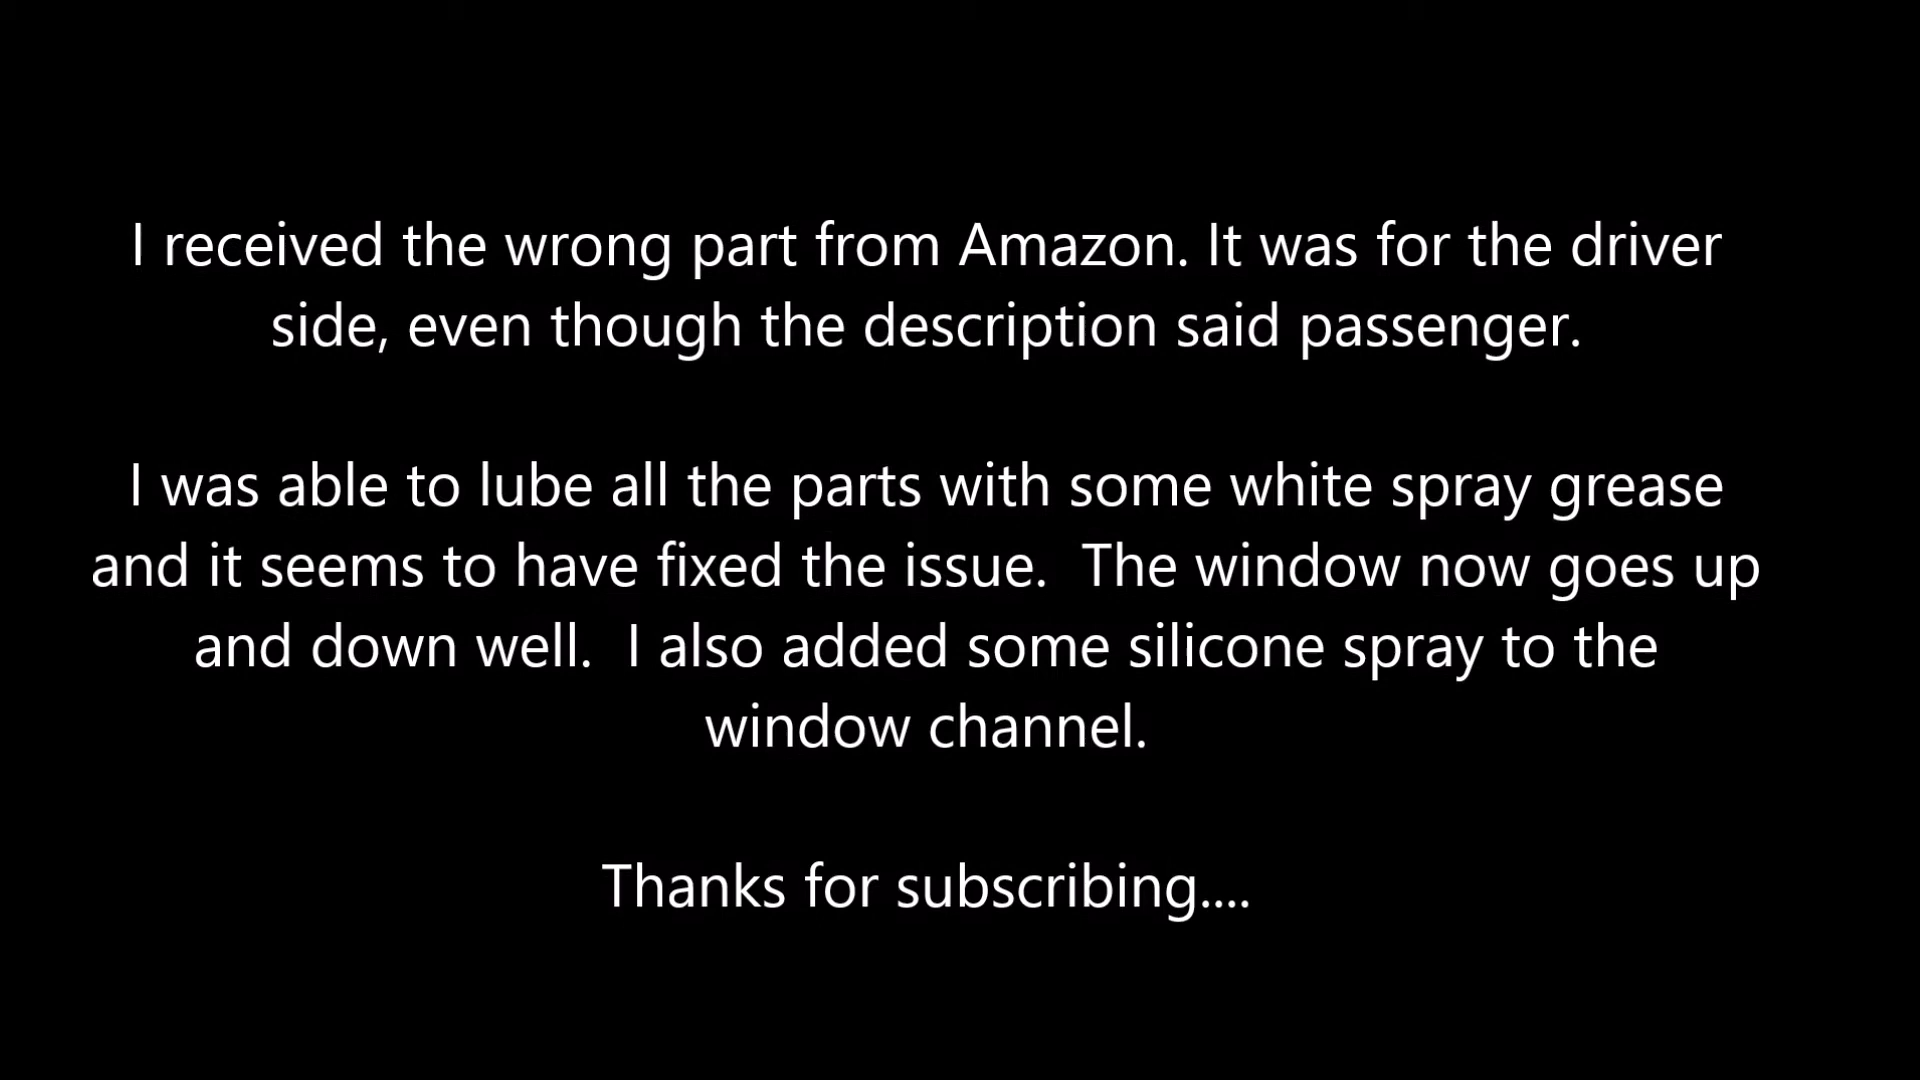 I received the wrong part from Amazon. It was for the driver
side, even though the description said passenger.
I was able to lube all the parts with some white spray grease
and it seems to have fixed the issue.  The window now goes up
and down well.  I also added some silicone spray to the
window channel.
Thanks for subscribing....